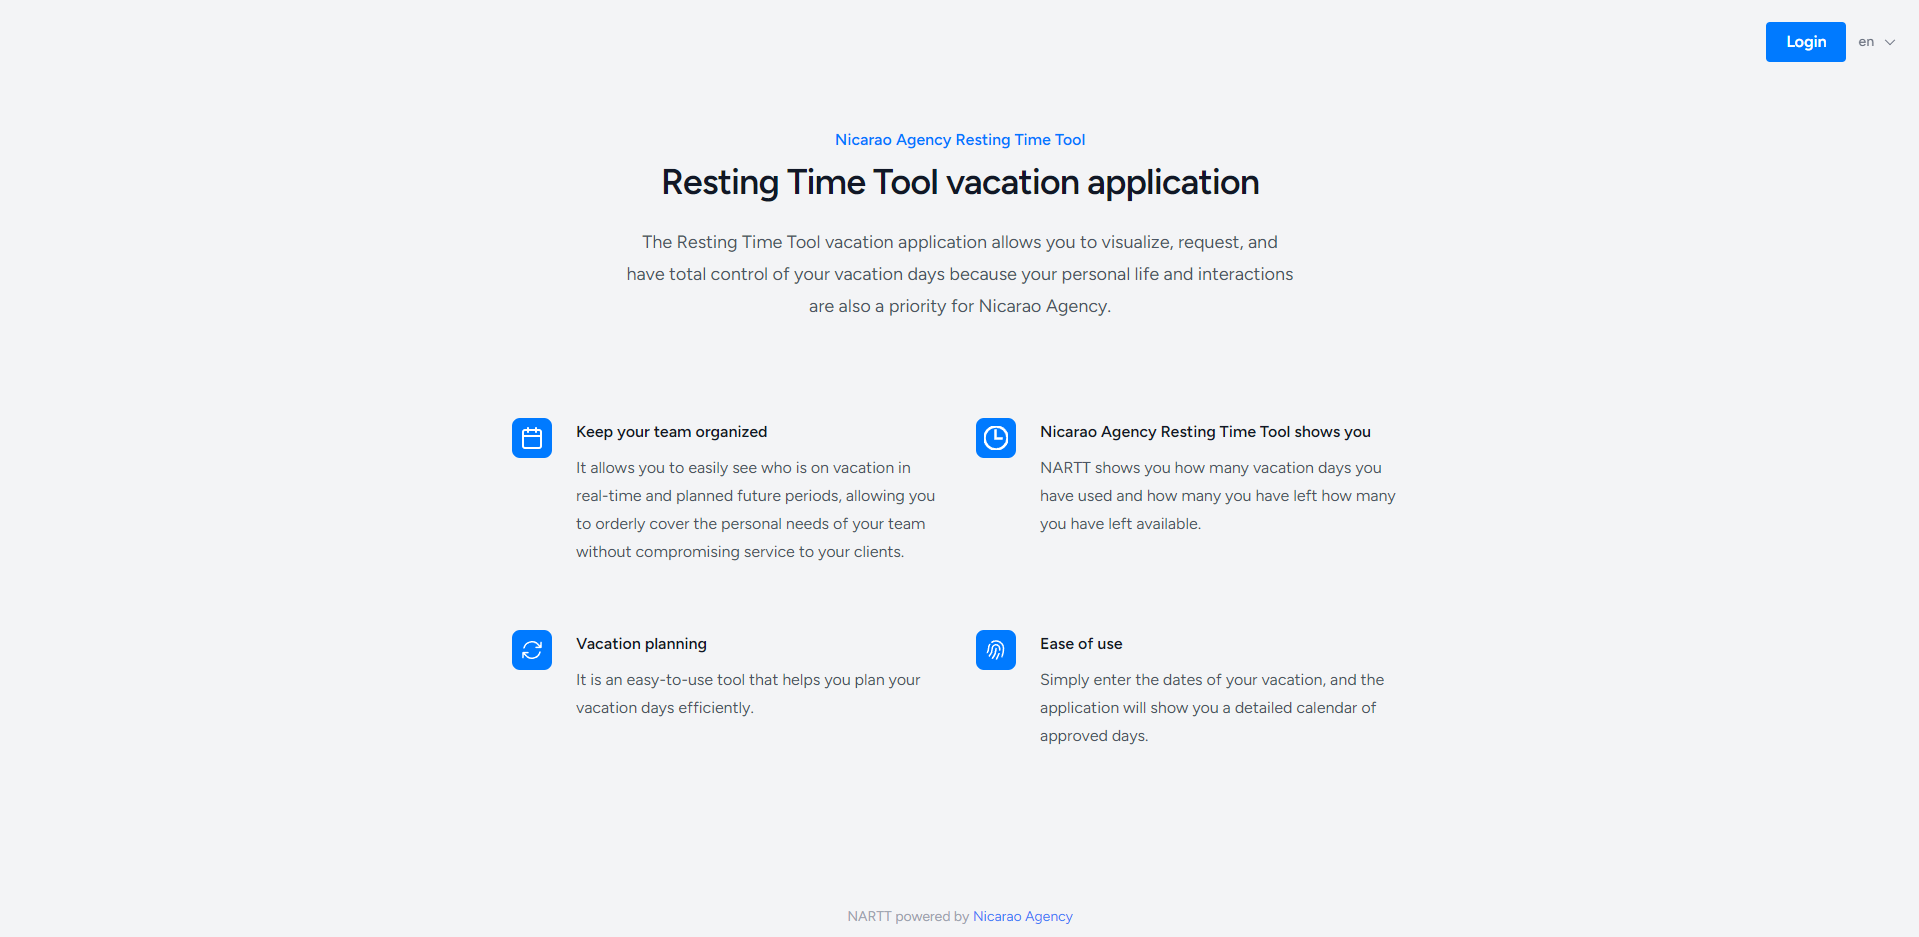 Login
en
Nicarao Agency Resting Time Tool
Resting Time Tool vacation application
The Resting Time Tool vacation application allows you to visualize, request, and
have total control of your vacation days because your personal life and interactions
are also a priority for Nicarao Agency.
Keep your team organized
It allows you to easily see who is on vacation in
real-time and planned future periods, allowing you
to orderly cover the personal needs of your team
without compromising service to your clients.
Nicarao Agency Resting Time Tool shows you
NARTT shows you how many vacation days you
have used and how many you have left how many
you have left available.
Vacation planning
It is an easy-to-use tool that helps you plan your
vacation days efficiently.
Ease of use
Simply enter the dates of your vacation, and the
application will show you a detailed calendar of
approved days.
NARTT powered by Nicarao Agency